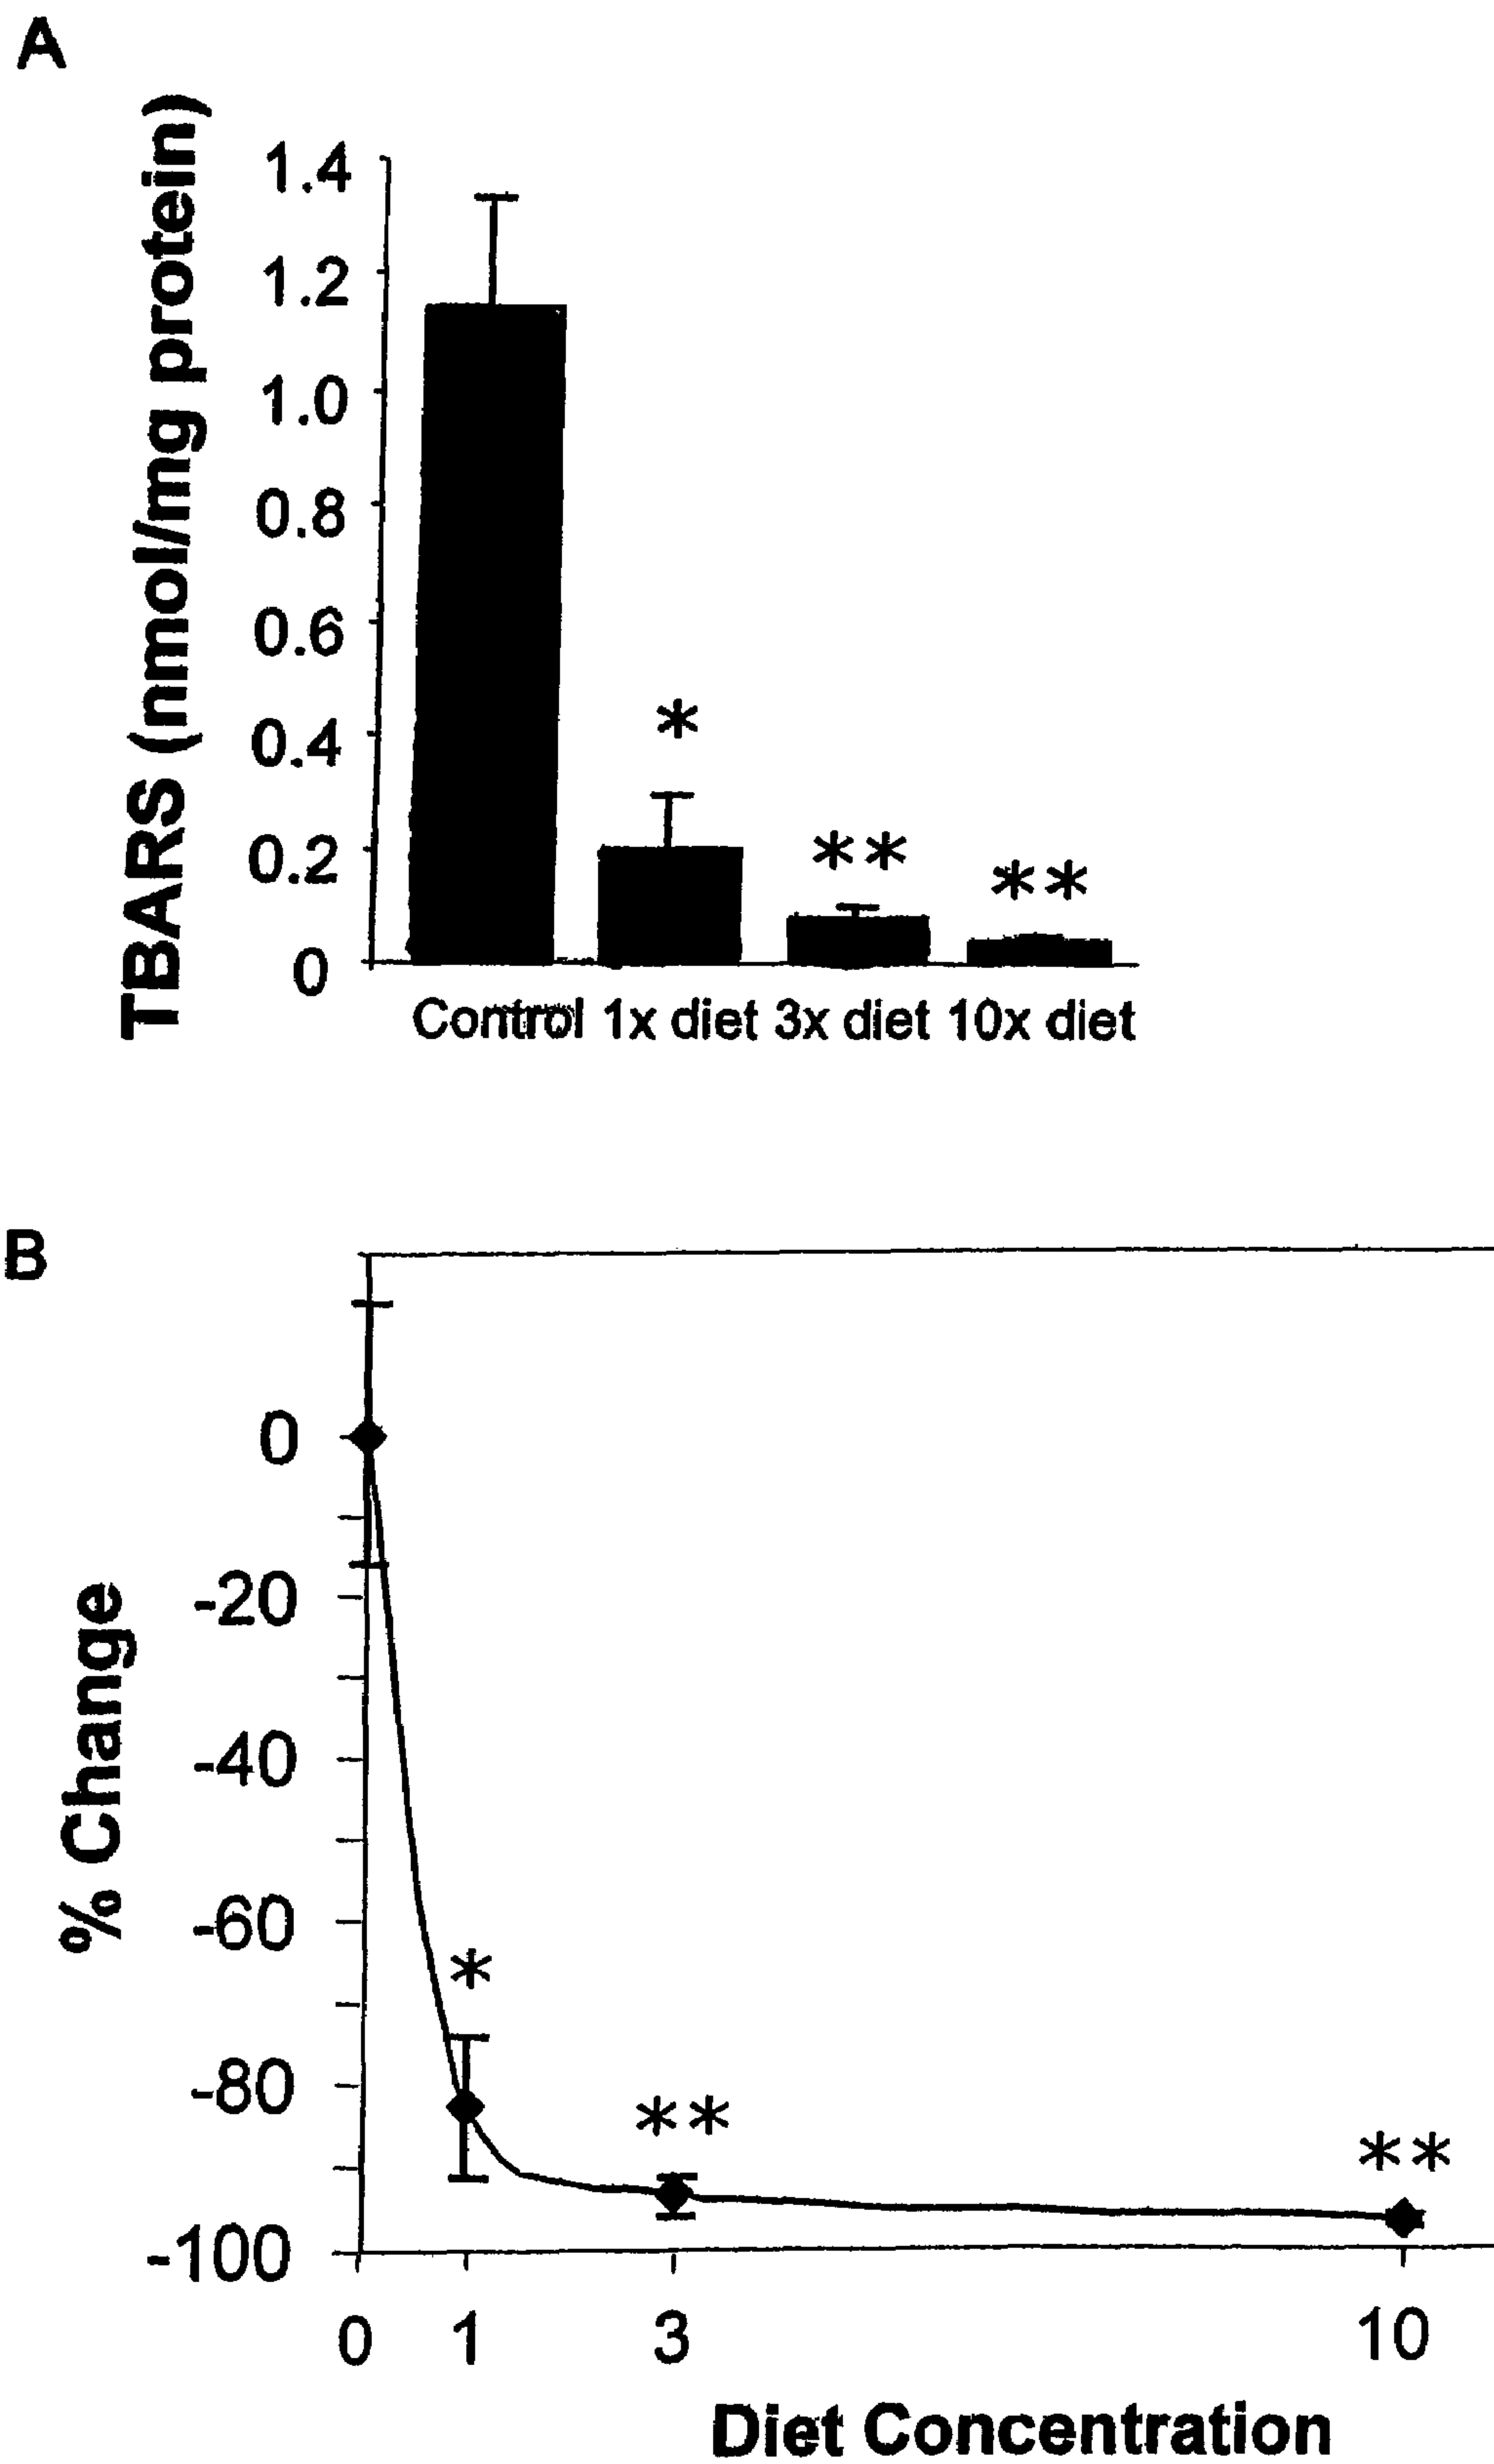 A
TBARS (nmol/mg protein)
1.4
1.2
1.0
0.8
0.6
0.4
0.2
0
*
**
**
Control 1x diet 3x diet 10x diet
B
% Change
0
-20
-40
-60
-80
-100
*
**
**
0 1 3 10
Diet Concentration